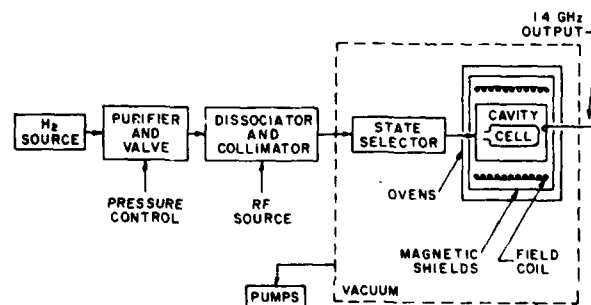 1.4 GHz
OUTPUT
H2
SOURCE
PURIFIER
AND
VALVE
DISSOCIATOR
AND
COLLIMATOR
STATE
SELECTOR
CAVITY
CELL
PRESSURE
CONTROL
RF
SOURCE
OVENS
MAGNETIC
SHIELDS
FIELD
COIL
PUMPS
VACUUM